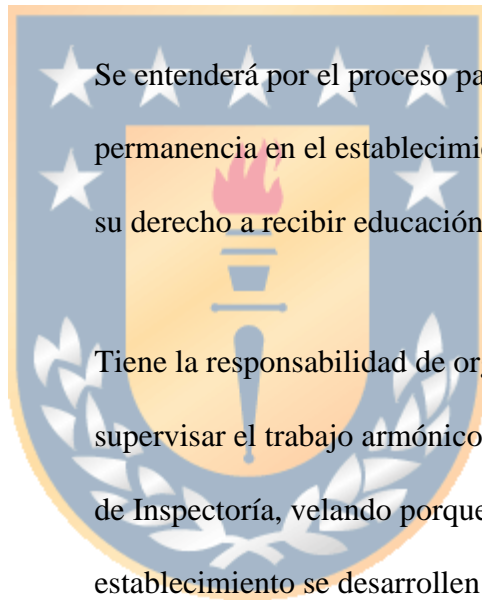 Se entenderá por el proceso pa
permanencia en el establecimi
su derecho a recibir educación
Tiene la responsabilidad de org
supervisar el trabajo armónico
de Inspectoría, velando porque
establecimiento se desarrollen